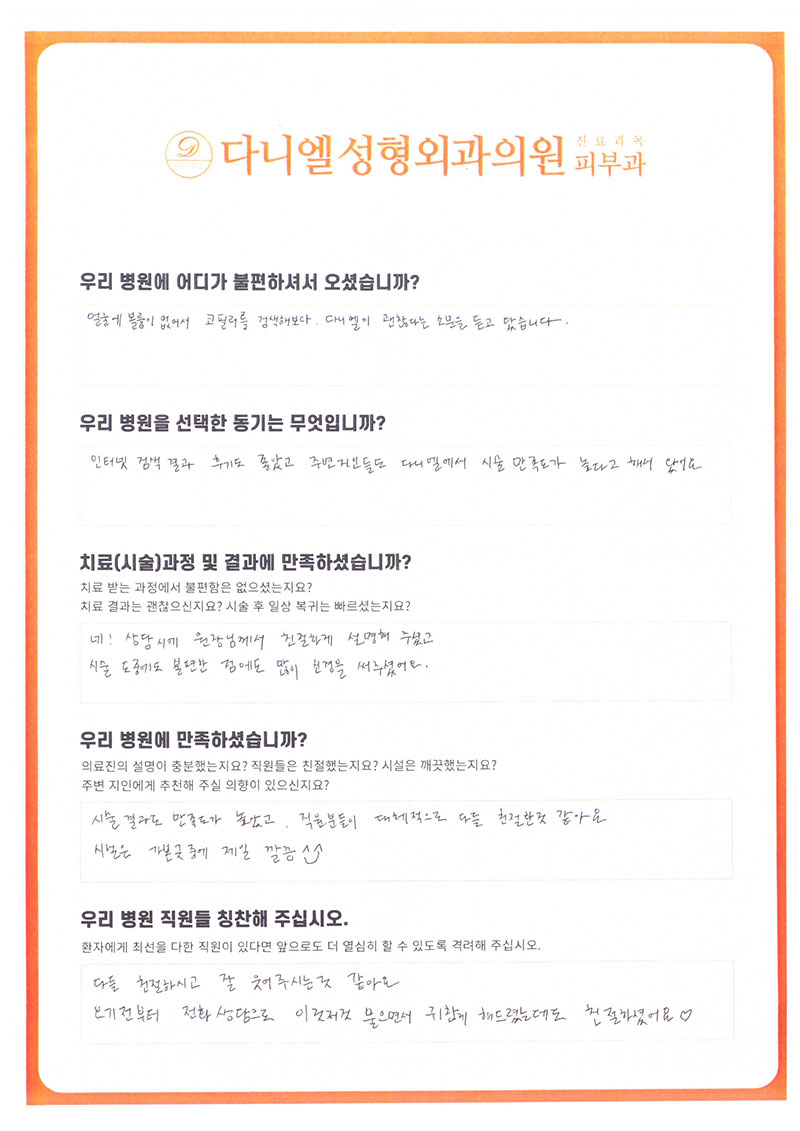 다니엘성형외과의원 진료과목 피부과
우리 병원에 어디가 불편하셔서 오셨습니까?
얼굴에 볼륨이 없어서 코필러를 검색해보다. 다니엘이 괜찮다는 소문을 듣고 왔습니다.
우리 병원을 선택한 동기는 무엇입니까?
인터넷 검색 결과 후기도 좋았고 주변지인들도 다니엘에서 시술 만족도가 높다고 해서 왔어요
치료(시술)과정 및 결과에 만족하셨습니까?
치료 받는 과정에서 불편함은 없으셨는지요?
치료 결과는 괜찮으신지요? 시술 후 일상 복귀는 빠르셨는지요?
네! 상담시에 원장님께서 친절하게 설명해 주셨고
시술 도중에도 불편한 점에도 많이 신경을 써주셨어요.
우리 병원에 만족하셨습니까?
의료진의 설명이 충분했는지요? 직원들은 친절했는지요? 시설은 깨끗했는지요?
주변 지인에게 추천해 주실 의향이 있으신지요?
시술결과도 만족도가 높았고. 직원분들이 대체적으로 다들 친절한것 같아요
시설은 가본곳중에 제일 깔끔
우리 병원 직원들 칭찬해 주십시오.
환자에게 최선을 다한 직원이 있다면 앞으로도 더 열심히 할 수 있도록 격려해 주십시오.
다들 친절하시고 잘 웃어주시는것 같아요
오기전부터 전화상담으로 이것저것 물으면서 귀찮게 해드렸는데도 친절하셨어요♡